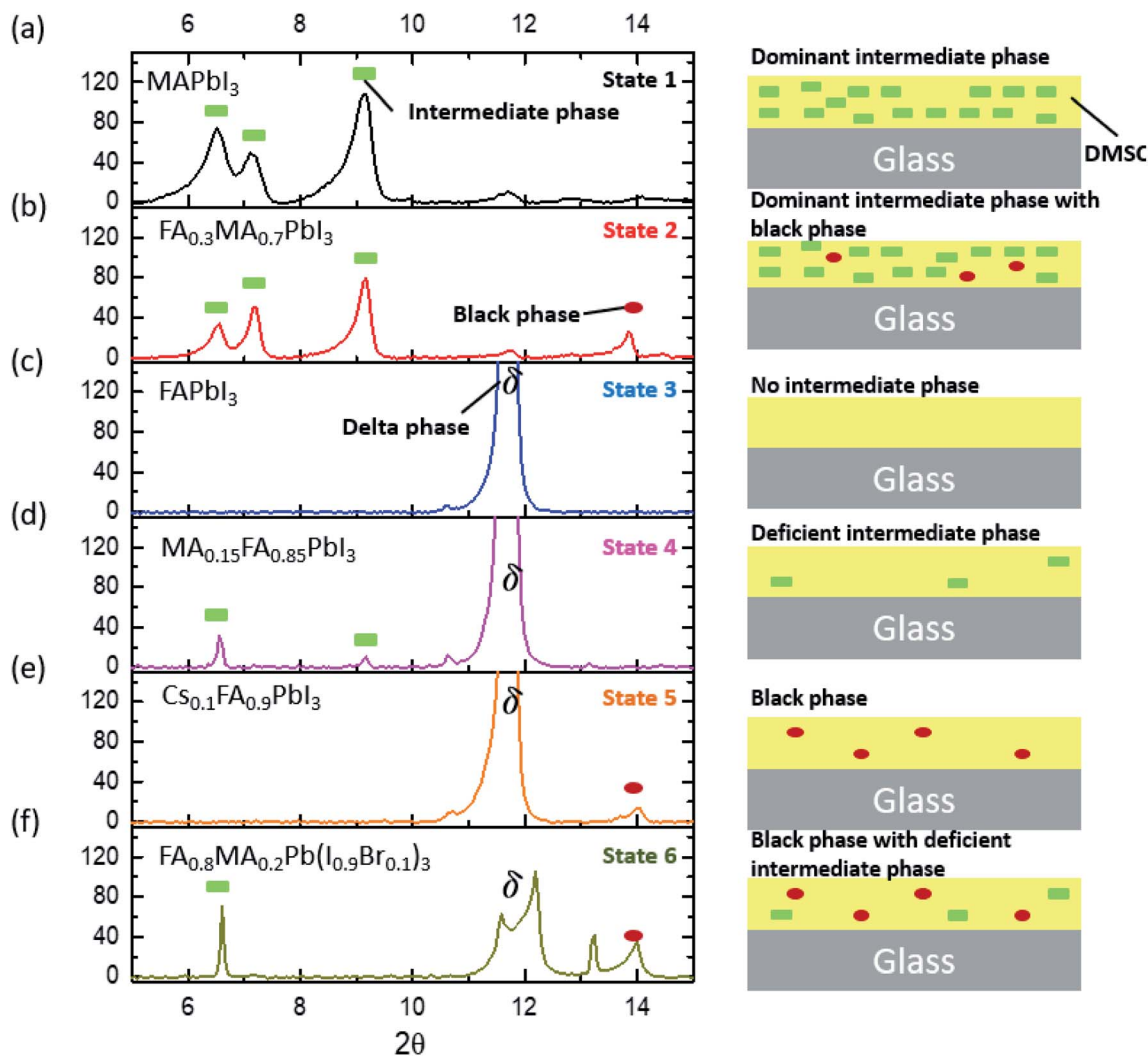 6 8 10 12 14
(a)
MAPbI₃
State 1
Intermediate phase
120
80
40
0
Dominant intermediate phase
DMSO
Glass
(b)
FA₀.₃MA₀.₇PbI₃
State 2
Black phase
120
80
40
0
Dominant intermediate phase with
black phase
Glass
(c)
FAPbI₃
State 3
δ
Delta phase
120
80
40
0
No intermediate phase
Glass
(d)
MA₀.₁₅FA₀.₈₅PbI₃
State 4
δ
120
80
40
0
Deficient intermediate phase
Glass
(e)
Cs₀.₁FA₀.₉PbI₃
State 5
δ
120
80
40
0
Black phase
Glass
(f)
FA₀.₈MA₀.₂Pb(I₀.₉Br₀.₁)₃
State 6
δ
120
80
40
0
Black phase with deficient
intermediate phase
Glass
6 8 10 12 14
2θ